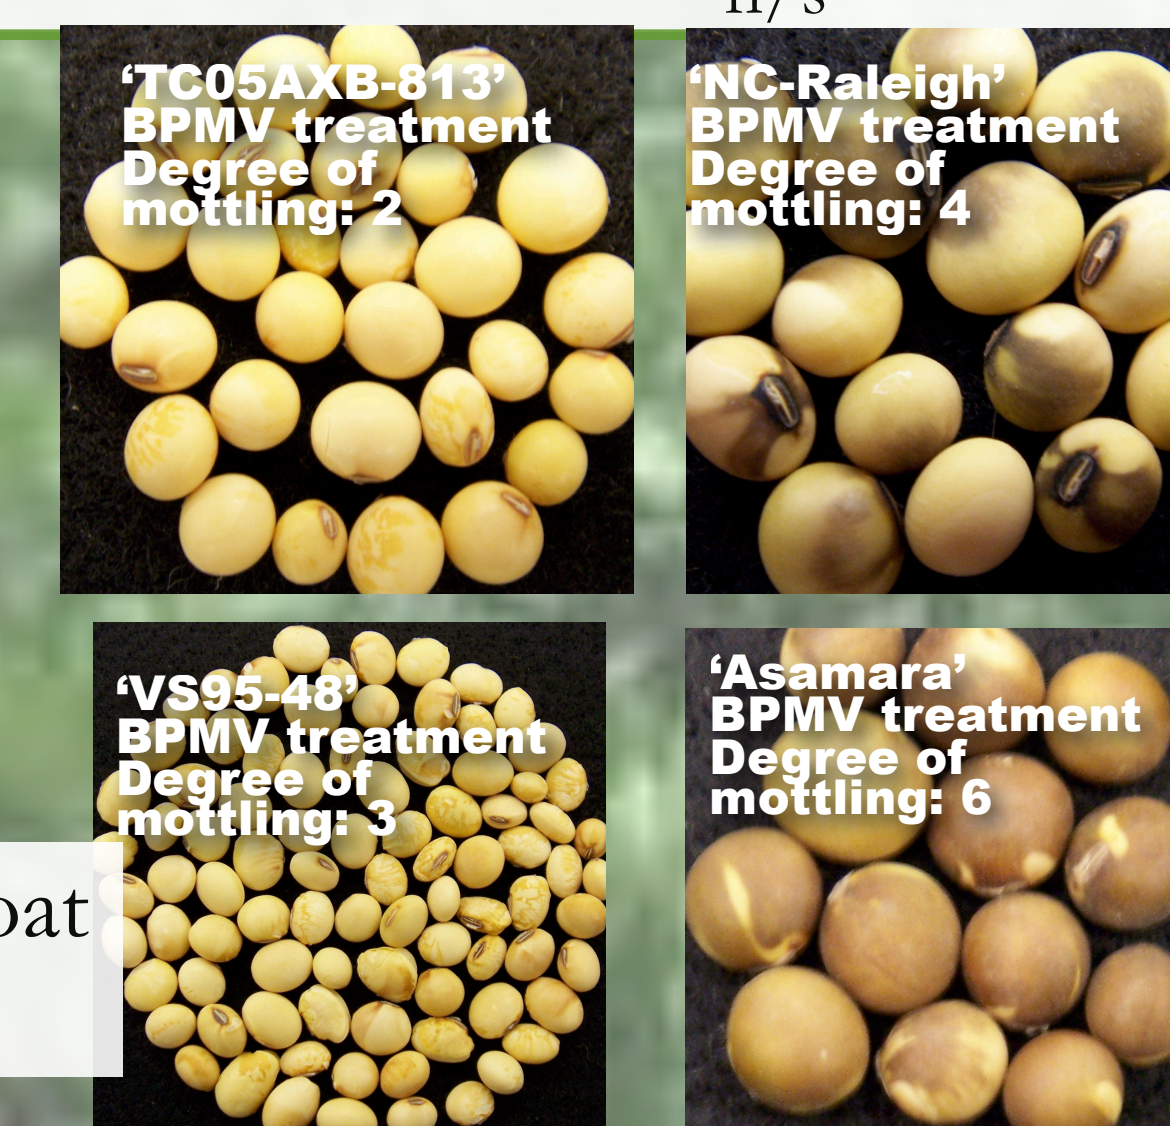 n/s
‘TC05AXB-813’
BPMV treatment
Degree of
mottling: 2
‘NC-Raleigh’
BPMV treatment
Degree of
mottling: 4
‘VS95-48’
BPMV treatment
Degree of
mottling: 3
‘Asamara’
BPMV treatment
Degree of
mottling: 6
oat